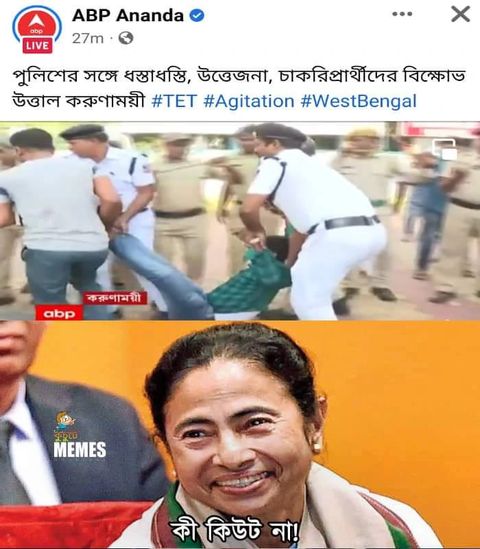 abp
LIVE
ABP Ananda
27m
পুলিশের সঙ্গে ধস্তাধস্তি, উত্তেজনা, চাকরিপ্রার্থীদের বিক্ষোভ
উত্তাল করুণাময়ী #TET #Agitation #WestBengal
করুণাময়ী
abp
MEMES
কী কিউট না!